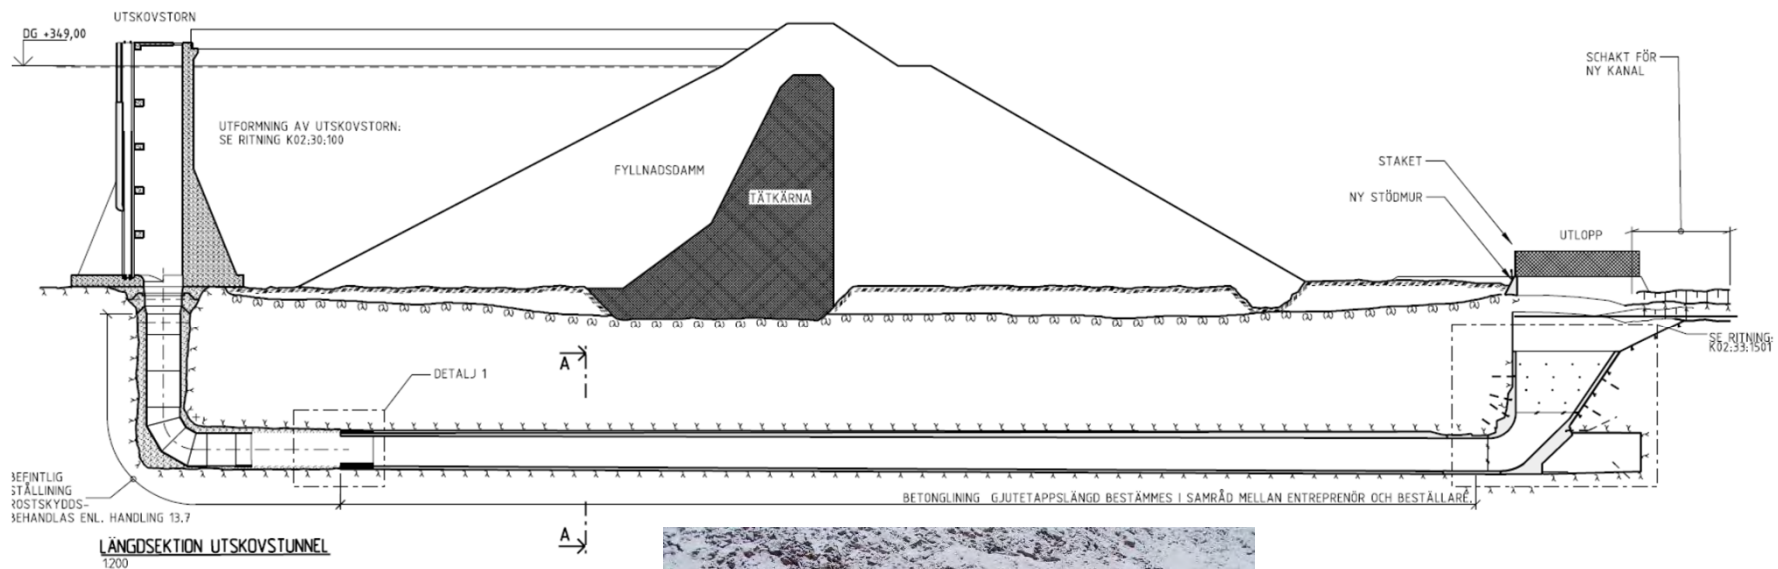 UTSKOVSTORN
DG +349,00
UTFORMNING AV UTSKOVSTORN:
SE RITNING K02:30:100
FYLLNADSDAMM
TÄTKÄRNA
SCHAKT FÖR
NY KANAL
STAKET
NY STÖDMUR
UTLOPP
SE RITNING:
K02:33:1501
A
DETALJ 1
BEFINTLIG
STÅLLINING
ROSTSKYDDS-
BEHANDLAS ENL. HANDLING 13.7
BETONGLINING GJUTETAPPSLÄNGD BESTÄMMES I SAMRÅD MELLAN ENTREPRENÖR OCH BESTÄLLARE.
A
LÄNGDSEKTION UTSKOVSTUNNEL
1:200